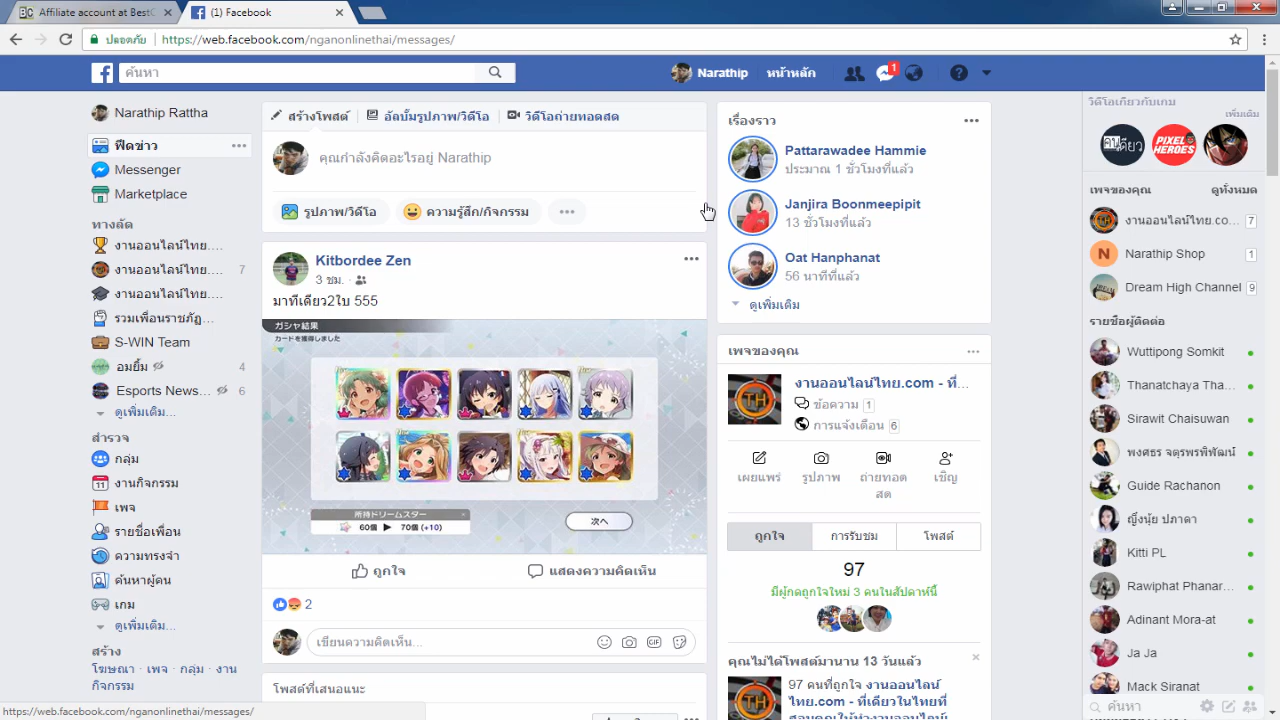 Affiliate account at BestC
(1) Facebook
ปลอดภัย
https://web.facebook.com/nganonlinethai/messages/
ค้นหา
Narathip
หน้าหลัก
1
Narathip Rattha
ฟีดข่าว
Messenger
Marketplace
ทางลัด
งานออนไลน์ไทย....
งานออนไลน์ไทย.... 7
งานออนไลน์ไทย....
รวมเพื่อนราชภัฏ...
S-WIN Team
อมยิ้ม 4
Esports News... 6
ดูเพิ่มเติม...
สำรวจ
กลุ่ม
11 งานกิจกรรม
เพจ
รายชื่อเพื่อน
ความทรงจำ
ค้นหาผู้คน
เกม
ดูเพิ่มเติม...
สร้าง
โฆษณา · เพจ · กลุ่ม · งาน
กิจกรรม
https://web.facebook.com/nganonlinethai/messages/
สร้างโพสต์
อัลบั้มรูปภาพ/วิดีโอ
วิดีโอถ่ายทอดสด
คุณกำลังคิดอะไรอยู่ Narathip
รูปภาพ/วิดีโอ
ความรู้สึก/กิจกรรม
Kitbordee Zen
3 ชม. ·
มาทีเดียว2ใบ 555
ガシャ結果
カードを獲得しました
所持ドリームスター
60個 ▶ 70個 (+10)
次へ
ถูกใจ
แสดงความคิดเห็น
2
เขียนความคิดเห็น...
GIF
โพสต์ที่เสนอแนะ
เรื่องราว
Pattarawadee Hammie
ประมาณ 1 ชั่วโมงที่แล้ว
Janjira Boonmeepipit
13 ชั่วโมงที่แล้ว
Oat Hanphanat
56 นาทีที่แล้ว
ดูเพิ่มเติม
เพจของคุณ
TH
งานออนไลน์ไทย.com - ที่...
ข้อความ 1
การแจ้งเตือน 6
เผยแพร่
รูปภาพ
ถ่ายทอด
สด
เชิญ
ถูกใจ
การรับชม
โพสต์
97
มีผู้กดถูกใจใหม่ 3 คนในสัปดาห์นี้
คุณไม่ได้โพสต์มานาน 13 วันแล้ว
97 คนที่ถูกใจ งานออนไลน์
ไทย.com - ที่เดียวในไทยที่
วิดีโอเกี่ยวกับเกม
เพิ่มเติม
คนเดียว
PIXEL
HEROES
เพจของคุณ
ดูทั้งหมด
งานออนไลน์ไทย.co... 7
N Narathip Shop 1
Dream High Channel 9
รายชื่อผู้ติดต่อ
Wuttipong Somkit
Thanatchaya Tha...
Sirawit Chaisuwan
พงศธร จตุรพรพิพัฒน์
Guide Rachanon
ญิ๋งนุ้ย ปภาดา
Kitti PL
Rawiphat Phanar...
Adinant Mora-at
Ja Ja
Mack Siranat
ค้นหา